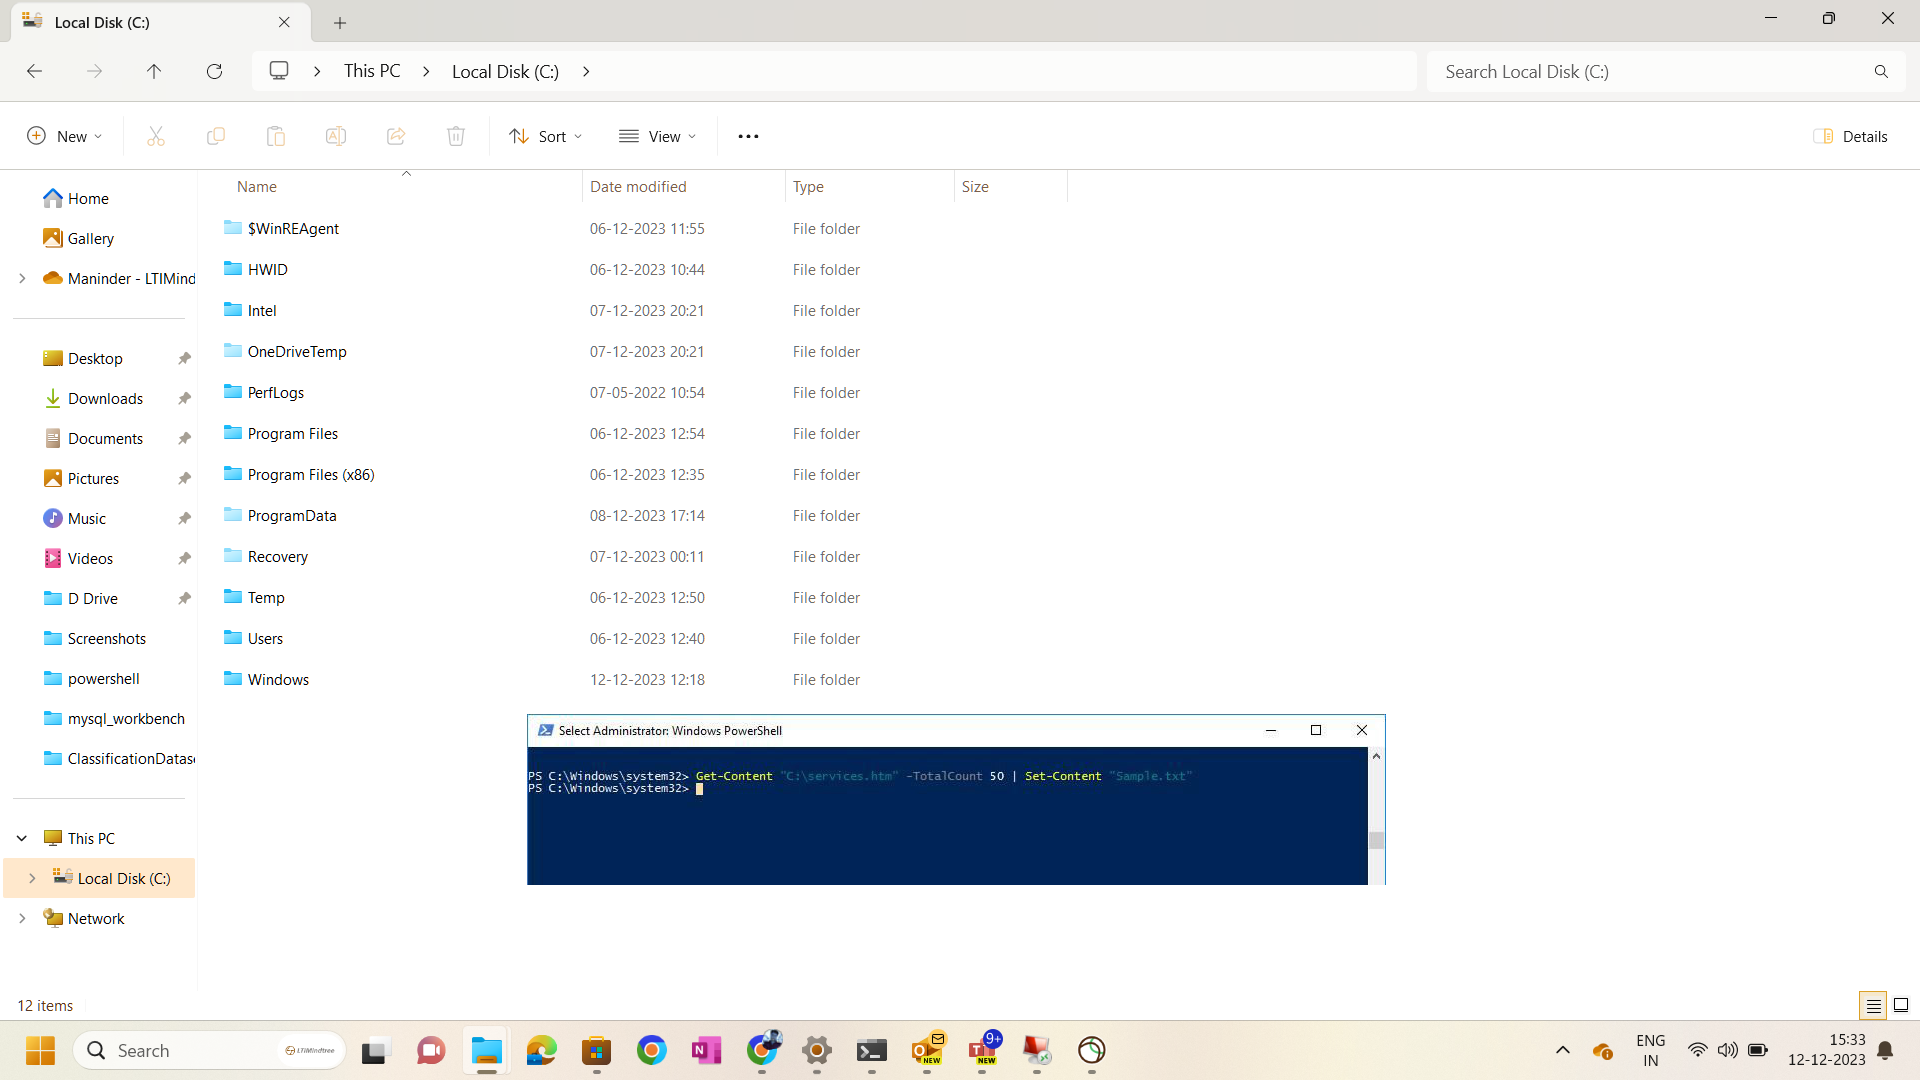 Local Disk (C:)
This PC > Local Disk (C:) >
Search Local Disk (C:)
New
Sort
View
Details
Name Date modified Type Size
$WinREAgent 06-12-2023 11:55 File folder
HWID 06-12-2023 10:44 File folder
Intel 07-12-2023 20:21 File folder
OneDriveTemp 07-12-2023 20:21 File folder
PerfLogs 07-05-2022 10:54 File folder
Program Files 06-12-2023 12:54 File folder
Program Files (x86) 06-12-2023 12:35 File folder
ProgramData 08-12-2023 17:14 File folder
Recovery 07-12-2023 00:11 File folder
Temp 06-12-2023 12:50 File folder
Users 06-12-2023 12:40 File folder
Windows 12-12-2023 12:18 File folder
Home
Gallery
Maninder - LTIMind
Desktop
Downloads
Documents
Pictures
Music
Videos
D Drive
Screenshots
powershell
mysql_workbench
ClassificationDatas
This PC
Local Disk (C:)
Network
Select Administrator: Windows PowerShell
PS C:\Windows\system32> Get-Content "C:\services.htm" -TotalCount 50 | Set-Content "Sample.txt"
PS C:\Windows\system32>
12 items
Search
LTIMindtree
NEW
9+
NEW
ENG
IN
15:33
12-12-2023